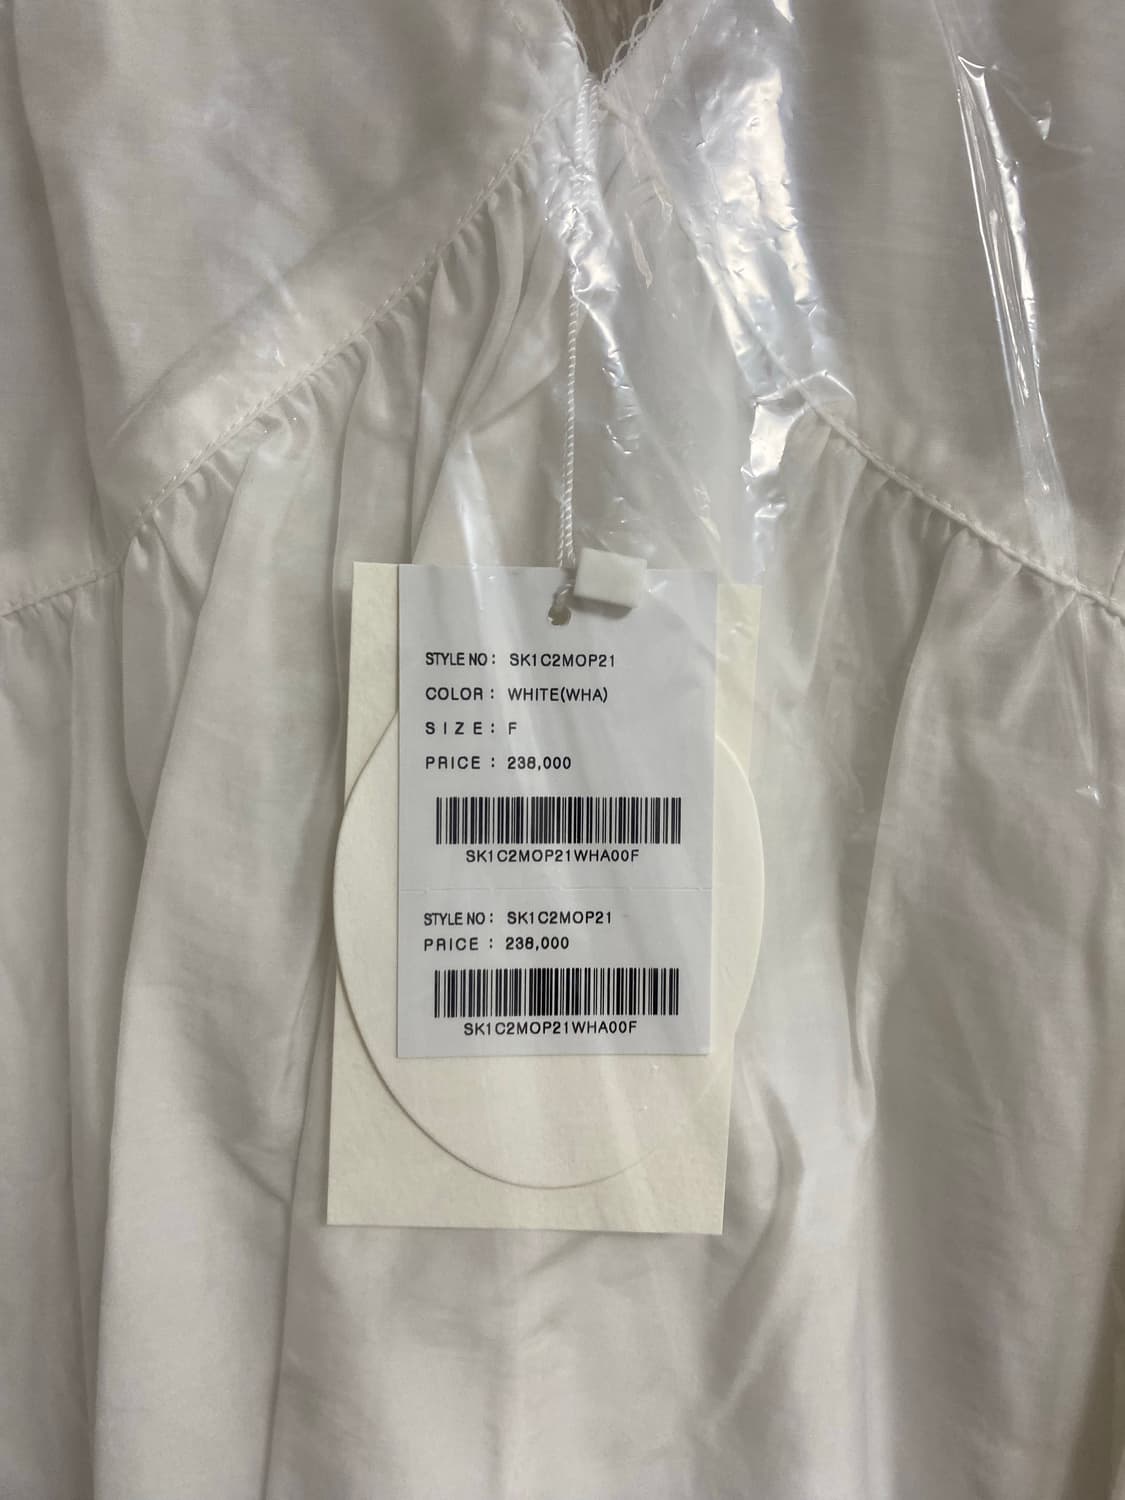 STYLE NO : SK1C2MOP21
COLOR : WHITE(WHA)
SIZE : F
PRICE : 238,000
SK1C2MOP21WHA00F
STYLE NO : SK1C2MOP21
PRICE : 238,000
SK1C2MOP21WHA00F